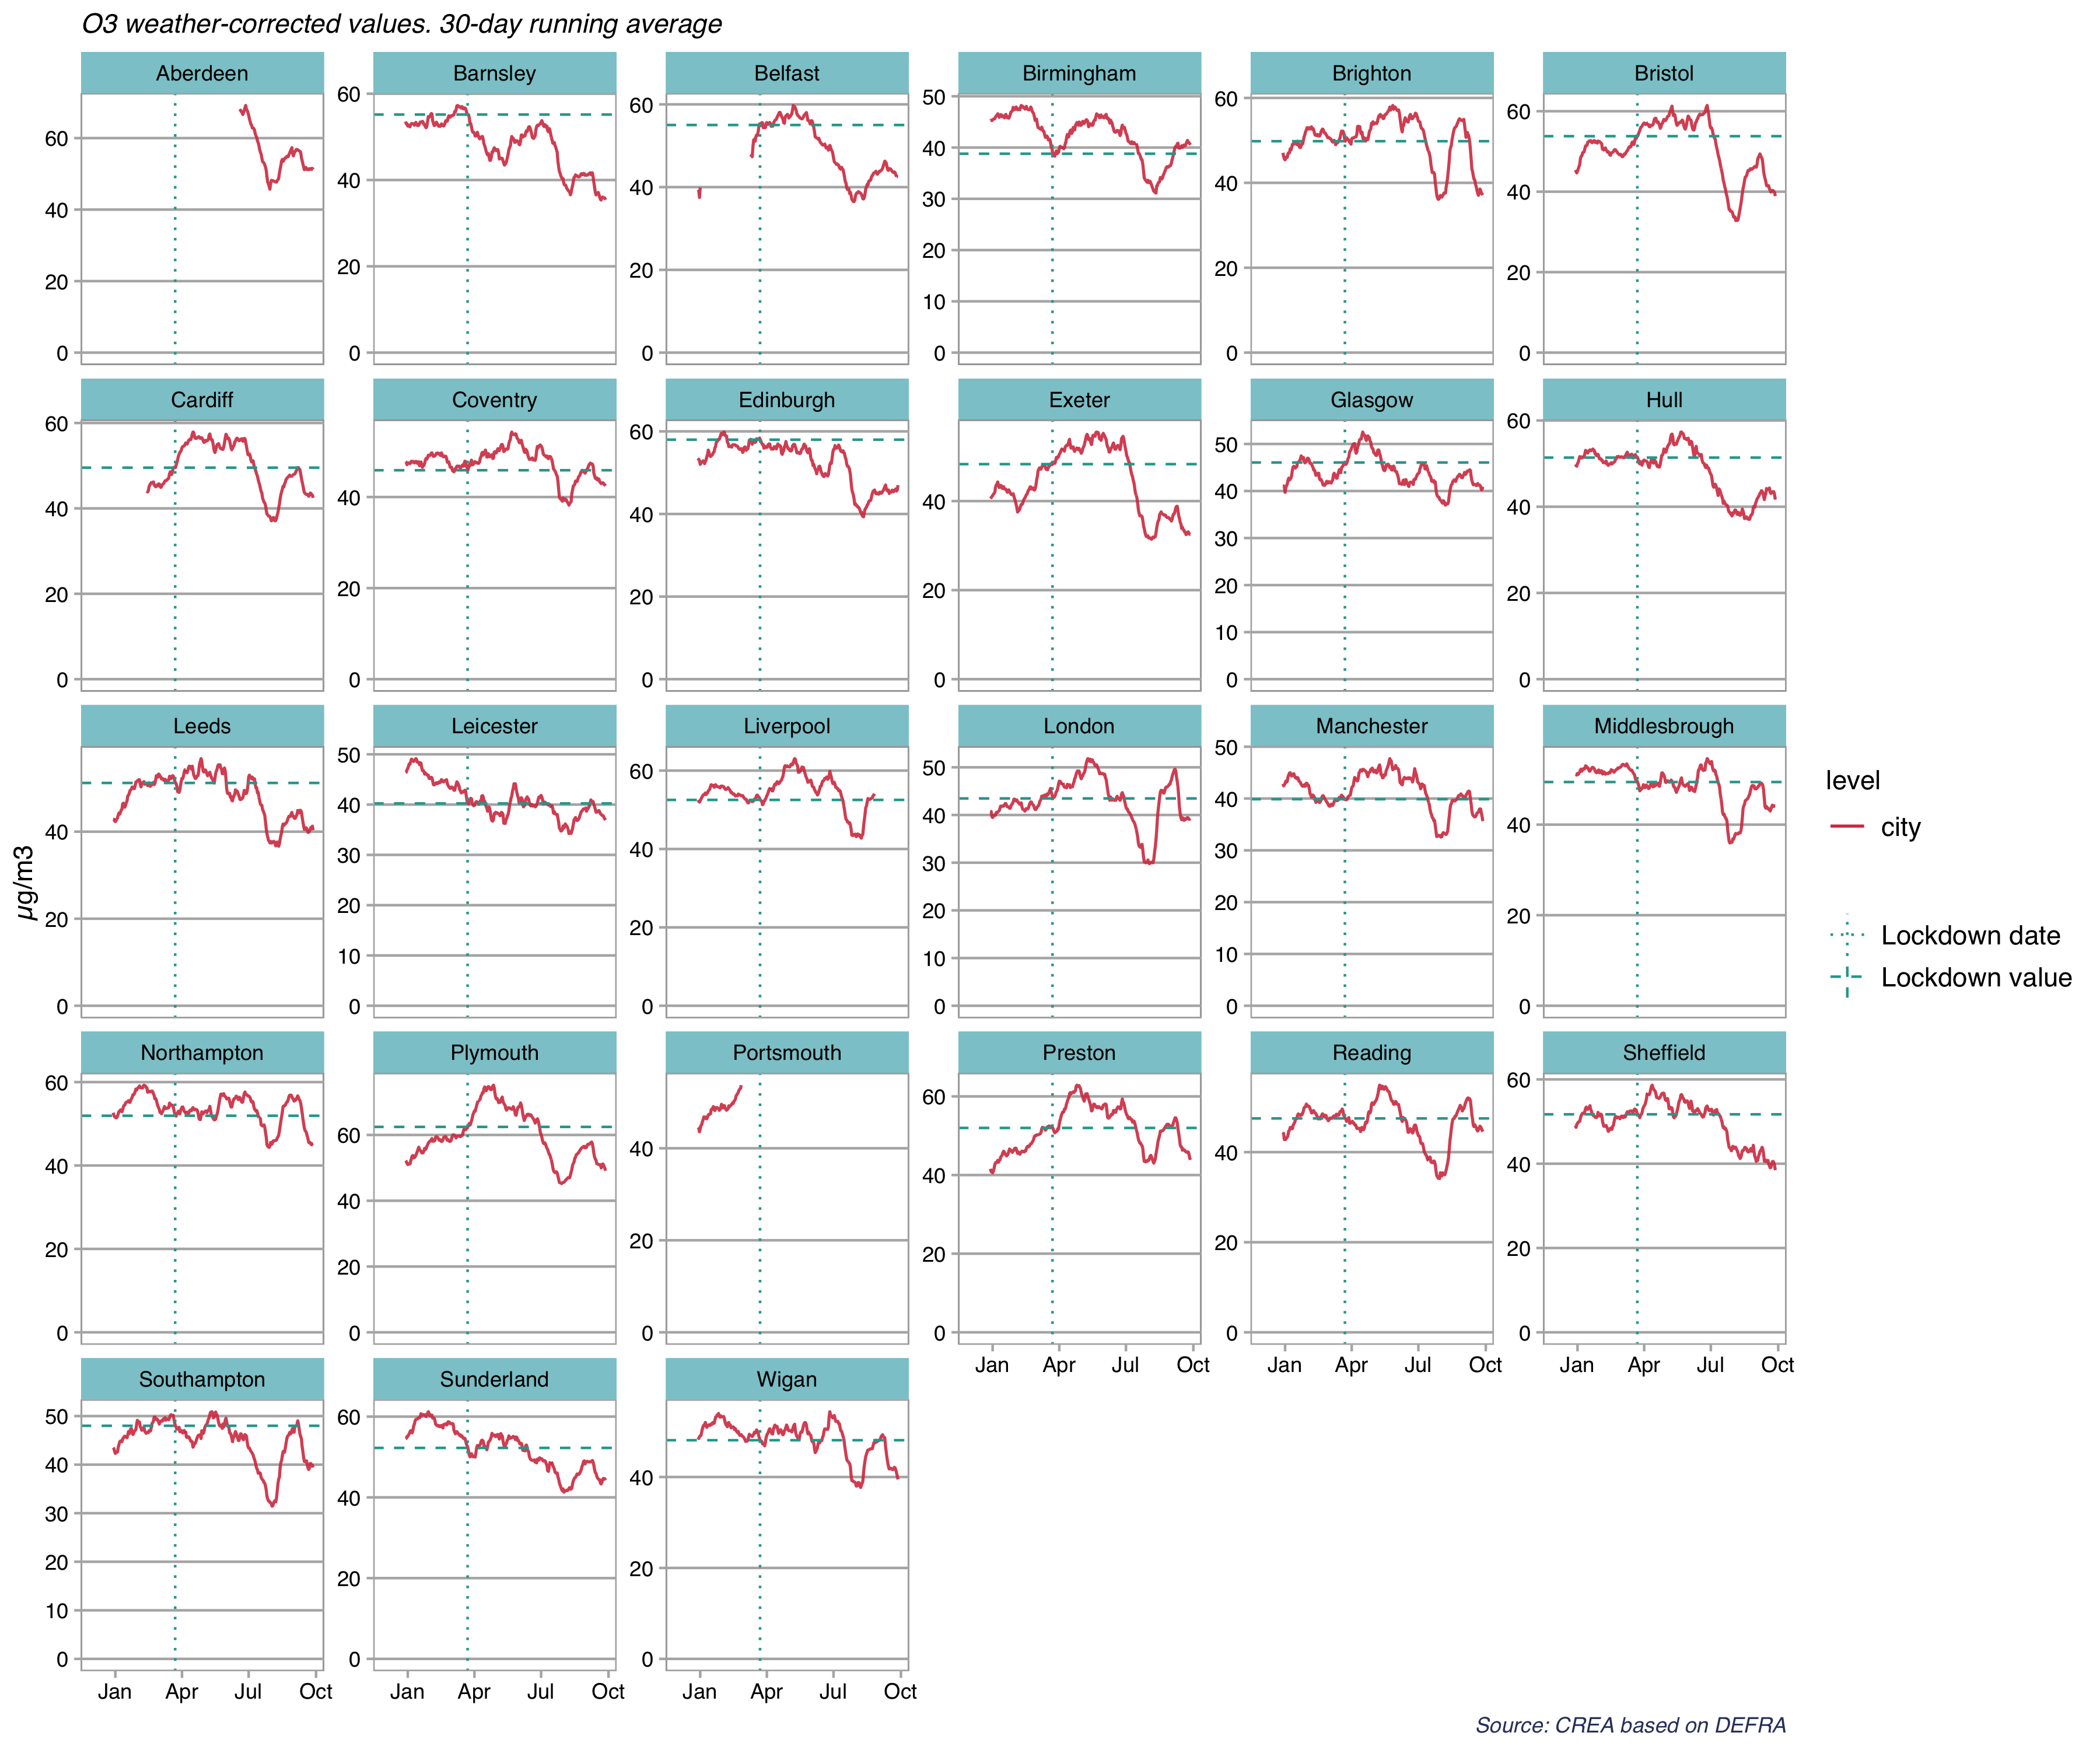 O3 weather-corrected values. 30-day running average
Aberdeen Barnsley Belfast Birmingham Brighton Bristol
60 40 20 0
60 40 20 0
60 40 20 0
50 40 30 20 10 0
60 40 20 0
60 40 20 0
Cardiff Coventry Edinburgh Exeter Glasgow Hull
60 40 20 0
40 20 0
60 40 20 0
40 20 0
50 40 30 20 10 0
60 40 20 0
Leeds Leicester Liverpool London Manchester Middlesbrough
40 20 0
50 40 30 20 10 0
60 40 20 0
50 40 30 20 10 0
50 40 30 20 10 0
40 20 0
Northampton Plymouth Portsmouth Preston Reading Sheffield
60 40 20 0
60 40 20 0
40 20 0
60 40 20 0
40 20 0
60 40 20 0
Jan Apr Jul Oct
Jan Apr Jul Oct
Jan Apr Jul Oct
Southampton Sunderland Wigan
50 40 30 20 10 0
60 40 20 0
40 20 0
Jan Apr Jul Oct
Jan Apr Jul Oct
Jan Apr Jul Oct
µg/m3
level
city
Lockdown date
Lockdown value
Source: CREA based on DEFRA